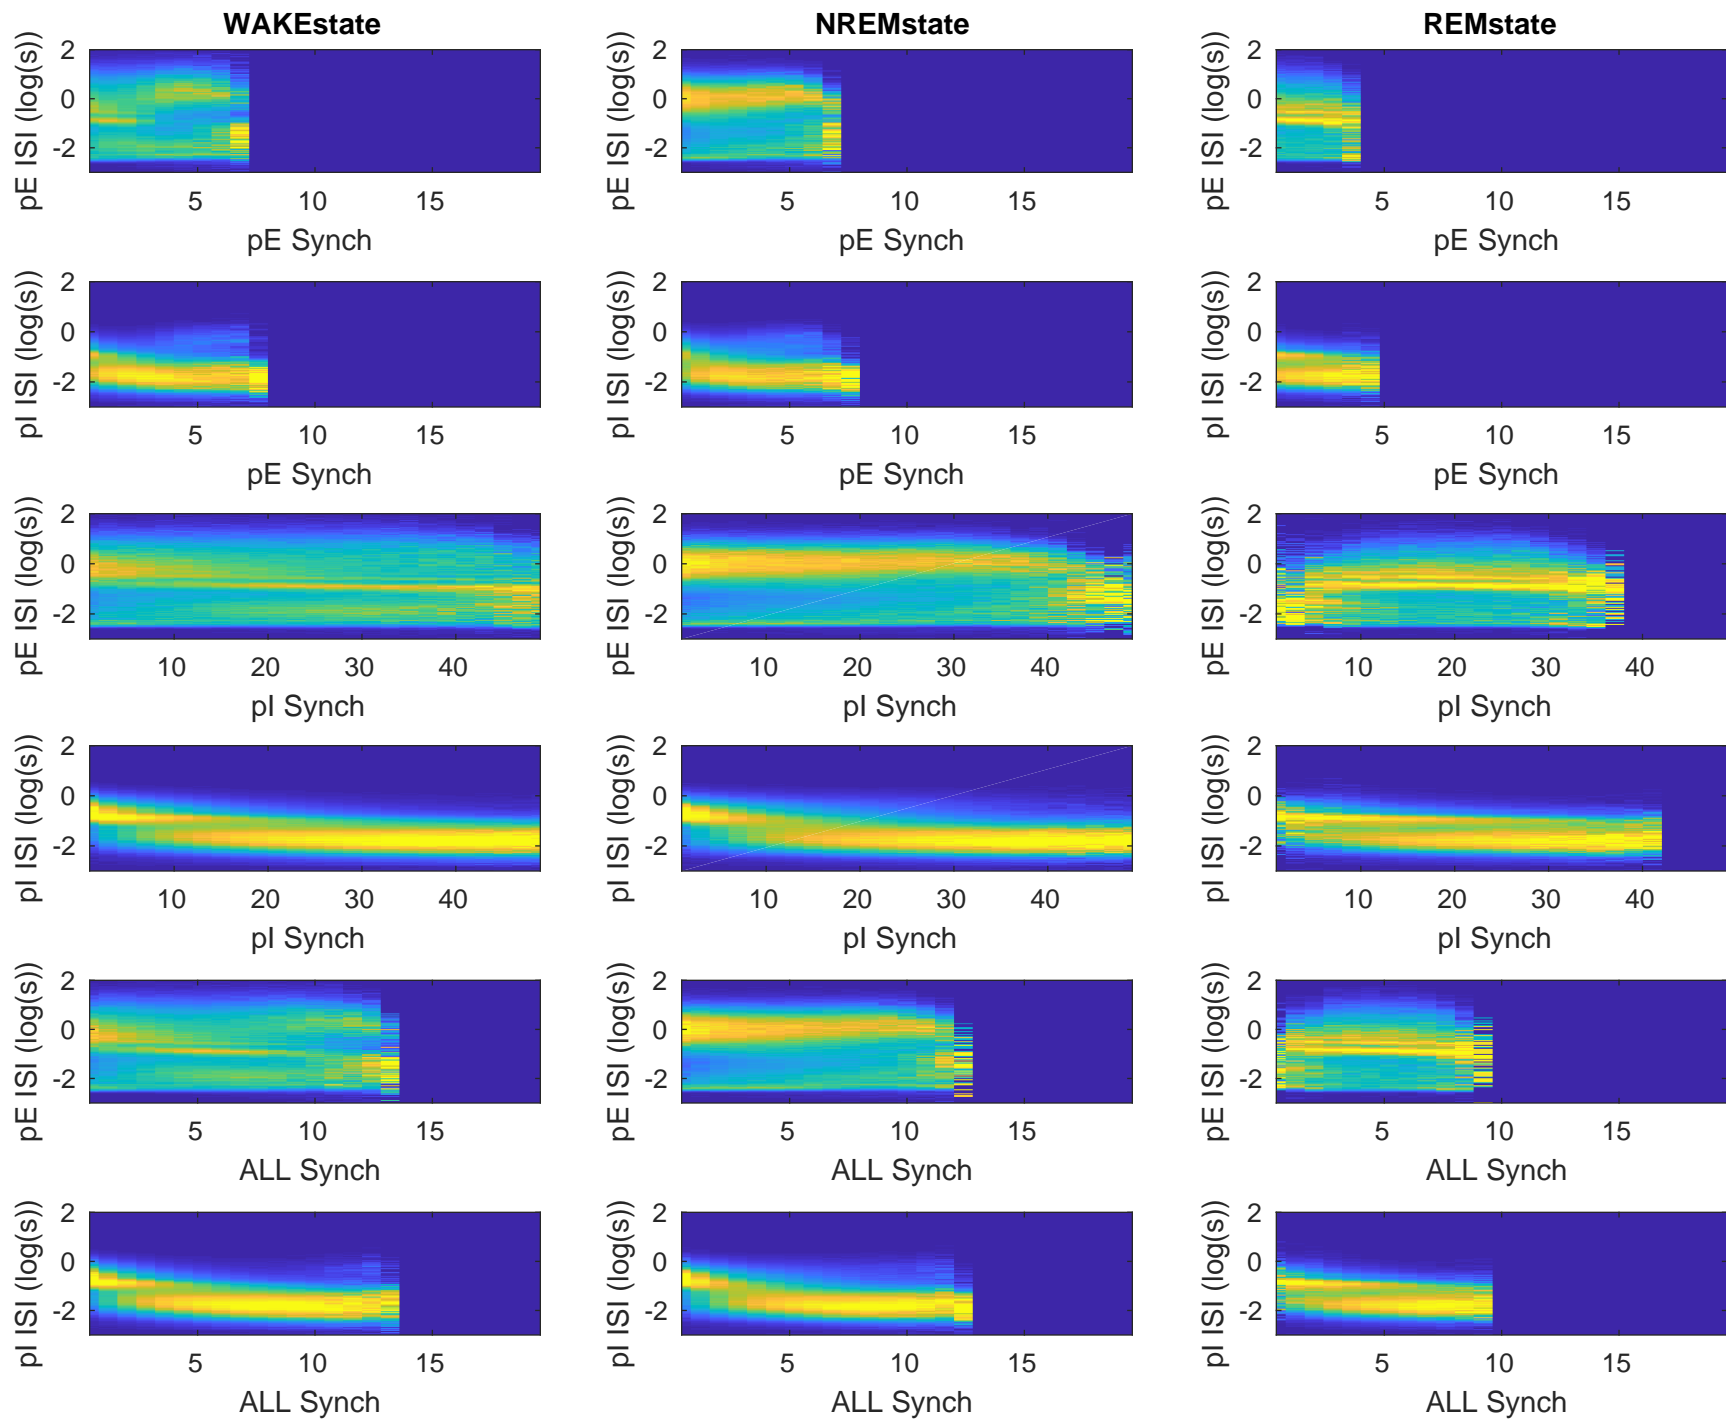 WAKEstate NREMstate REMstate
pE ISI (log(s)) 2 0 -2 pE ISI (log(s)) 2 0 -2 pE ISI (log(s)) 2 0 -2
5 10 15 5 10 15 5 10 15
pE Synch pE Synch pE Synch
pI ISI (log(s)) 2 0 -2 pI ISI (log(s)) 2 0 -2 pI ISI (log(s)) 2 0 -2
5 10 15 5 10 15 5 10 15
pE Synch pE Synch pE Synch
pE ISI (log(s)) 2 0 -2 pE ISI (log(s)) 2 0 -2 pE ISI (log(s)) 2 0 -2
10 20 30 40 10 20 30 40 10 20 30 40
pI Synch pI Synch pI Synch
pI ISI (log(s)) 2 0 -2 pI ISI (log(s)) 2 0 -2 pI ISI (log(s)) 2 0 -2
10 20 30 40 10 20 30 40 10 20 30 40
pI Synch pI Synch pI Synch
pE ISI (log(s)) 2 0 -2 pE ISI (log(s)) 2 0 -2 pE ISI (log(s)) 2 0 -2
5 10 15 5 10 15 5 10 15
ALL Synch ALL Synch ALL Synch
pI ISI (log(s)) 2 0 -2 pI ISI (log(s)) 2 0 -2 pI ISI (log(s)) 2 0 -2
5 10 15 5 10 15 5 10 15
ALL Synch ALL Synch ALL Synch